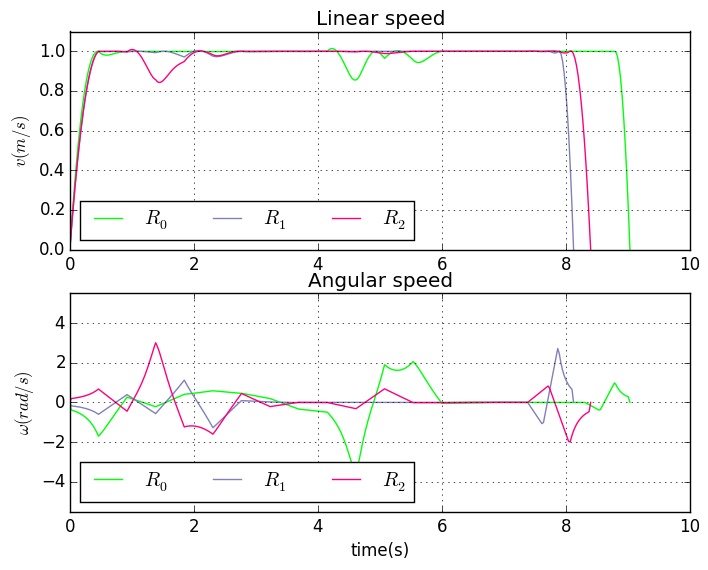 Linear speed
v(m/s)
1.0
0.8
0.6
0.4
0.2
0.0
R0 R1 R2
0 2 4 6 8 10
Angular speed
ω(rad/s)
4
2
0
−2
−4
R0 R1 R2
0 2 4 6 8 10
time(s)